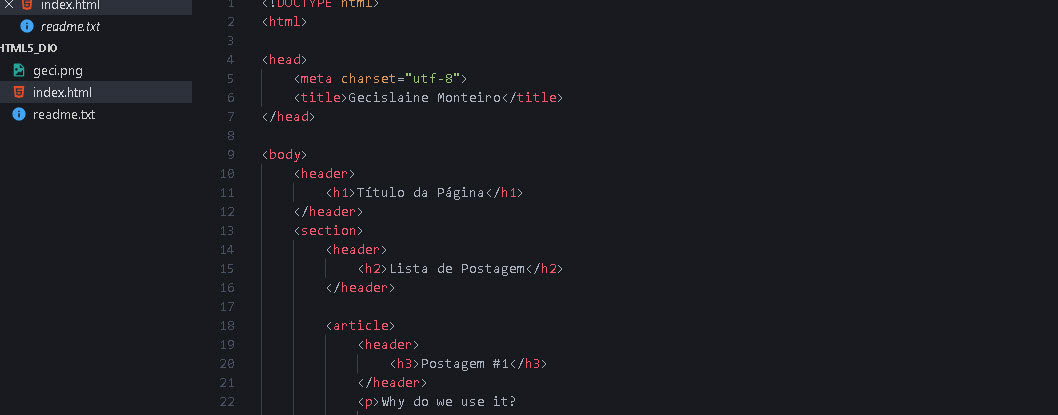 index.html
readme.txt
HTML5_DIO
geci.png
index.html
readme.txt
1 <!DOCTYPE html>
2 <html>
3
4 <head>
5 <meta charset="utf-8">
6 <title>Gecislaine Monteiro</title>
7 </head>
8
9 <body>
10 <header>
11 <h1>Título da Página</h1>
12 </header>
13 <section>
14 <header>
15 <h2>Lista de Postagem</h2>
16 </header>
17
18 <article>
19 <header>
20 <h3>Postagem #1</h3>
21 </header>
22 <p>Why do we use it?